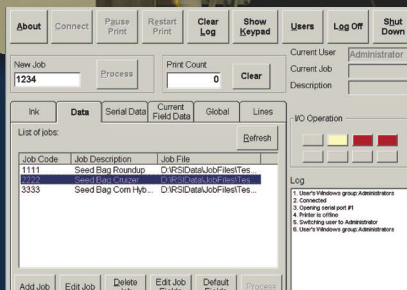 About Connect Pause Print Restart Print Clear Log Show Keypad Users Log Off Shut Down
Current User Administrator
New Job
Print Count
Current Job
1234 Process 0 Clear
Description
Ink Data Serial Data Current Field Data Global Lines
I/O Operation
List of jobs:
Refresh
Job Code Job Description Job File
1111 Seed Bag Roundup D:\RSIData\JobFiles\Tes...
2222 Seed Bag Cruizer D:\RSIData\JobFiles\Tes...
3333 Seed Bag Corn Hyb... D:\RSIData\JobFiles\Tes...
Log
1. User's Windows group:Administrators
2. Connected
3. Opening serial port #1
4. Printer is offline
5. Switching user to Administrator
6. User's Windows group:Administrators
Add Job Edit Job Delete Job Edit Job Fields Default Fields Process